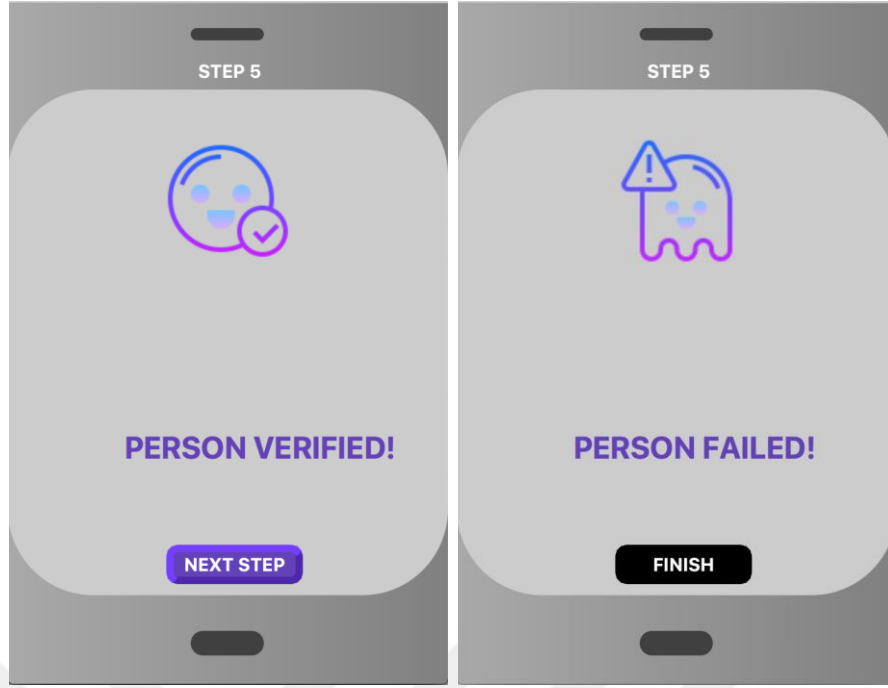 STEP 5
PERSON VERIFIED!
NEXT STEP
STEP 5
PERSON FAILED!
FINISH